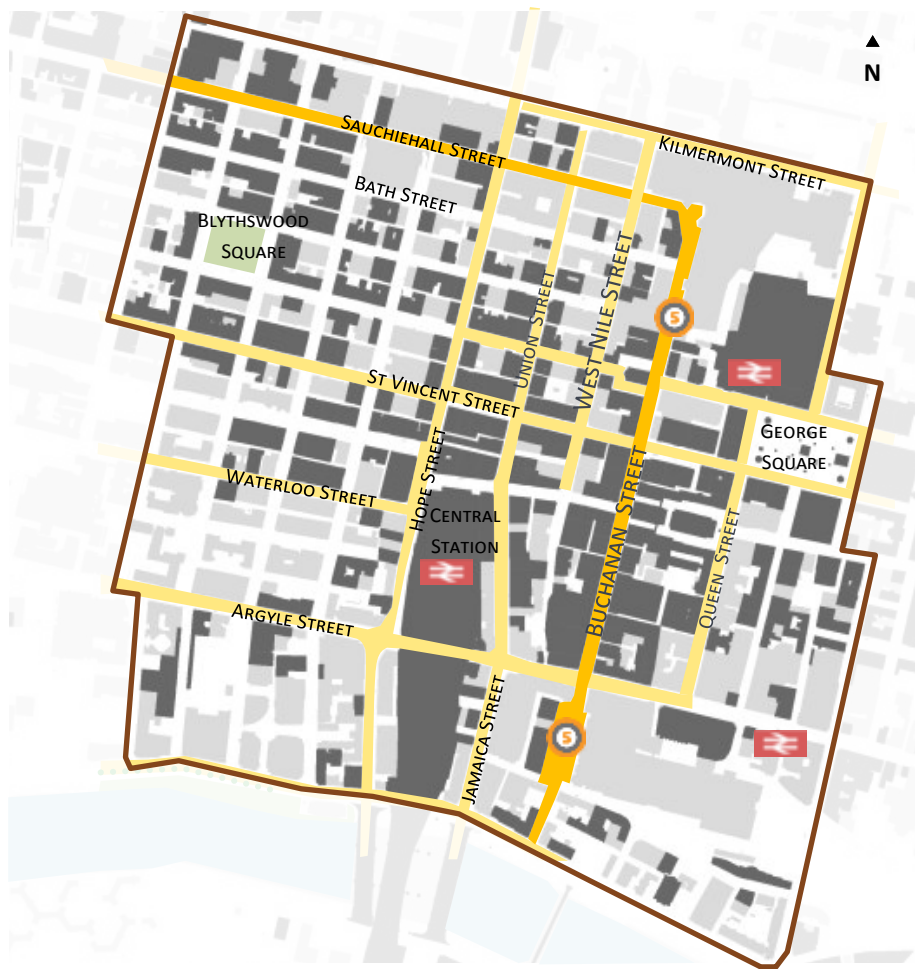 N
SAUCHIEHALL STREET
KILMERMONT STREET
BATH STREET
BLYTHSWOOD
SQUARE
WEST NILE STREET
UNION STREET
S
ST VINCENT STREET
GEORGE
SQUARE
WATERLOO STREET
HOPE STREET
CENTRAL
STATION
BUCHANAN STREET
QUEEN STREET
ARGYLE STREET
JAMAICA STREET
S